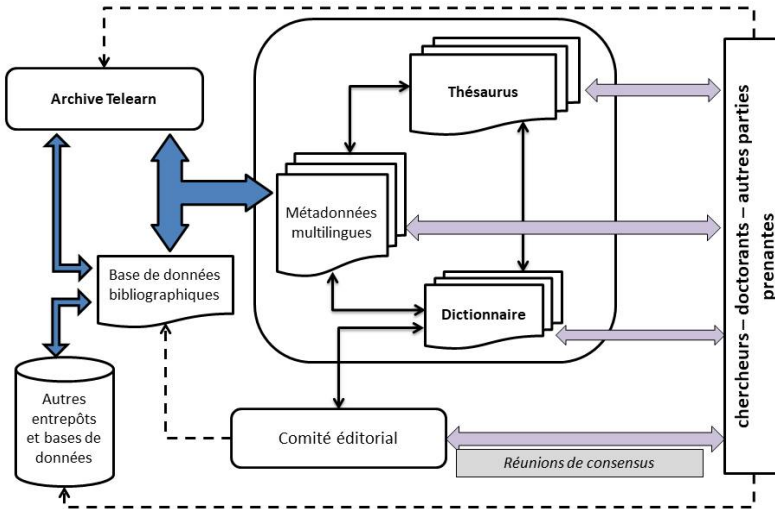 Archive Telearn
Thésaurus
Métadonnées
multilingues
Base de données
bibliographiques
Dictionnaire
Autres
entrepôts
et bases de
données
Comité éditorial
Réunions de consensus
chercheurs – doctorants – autres parties
prenantes